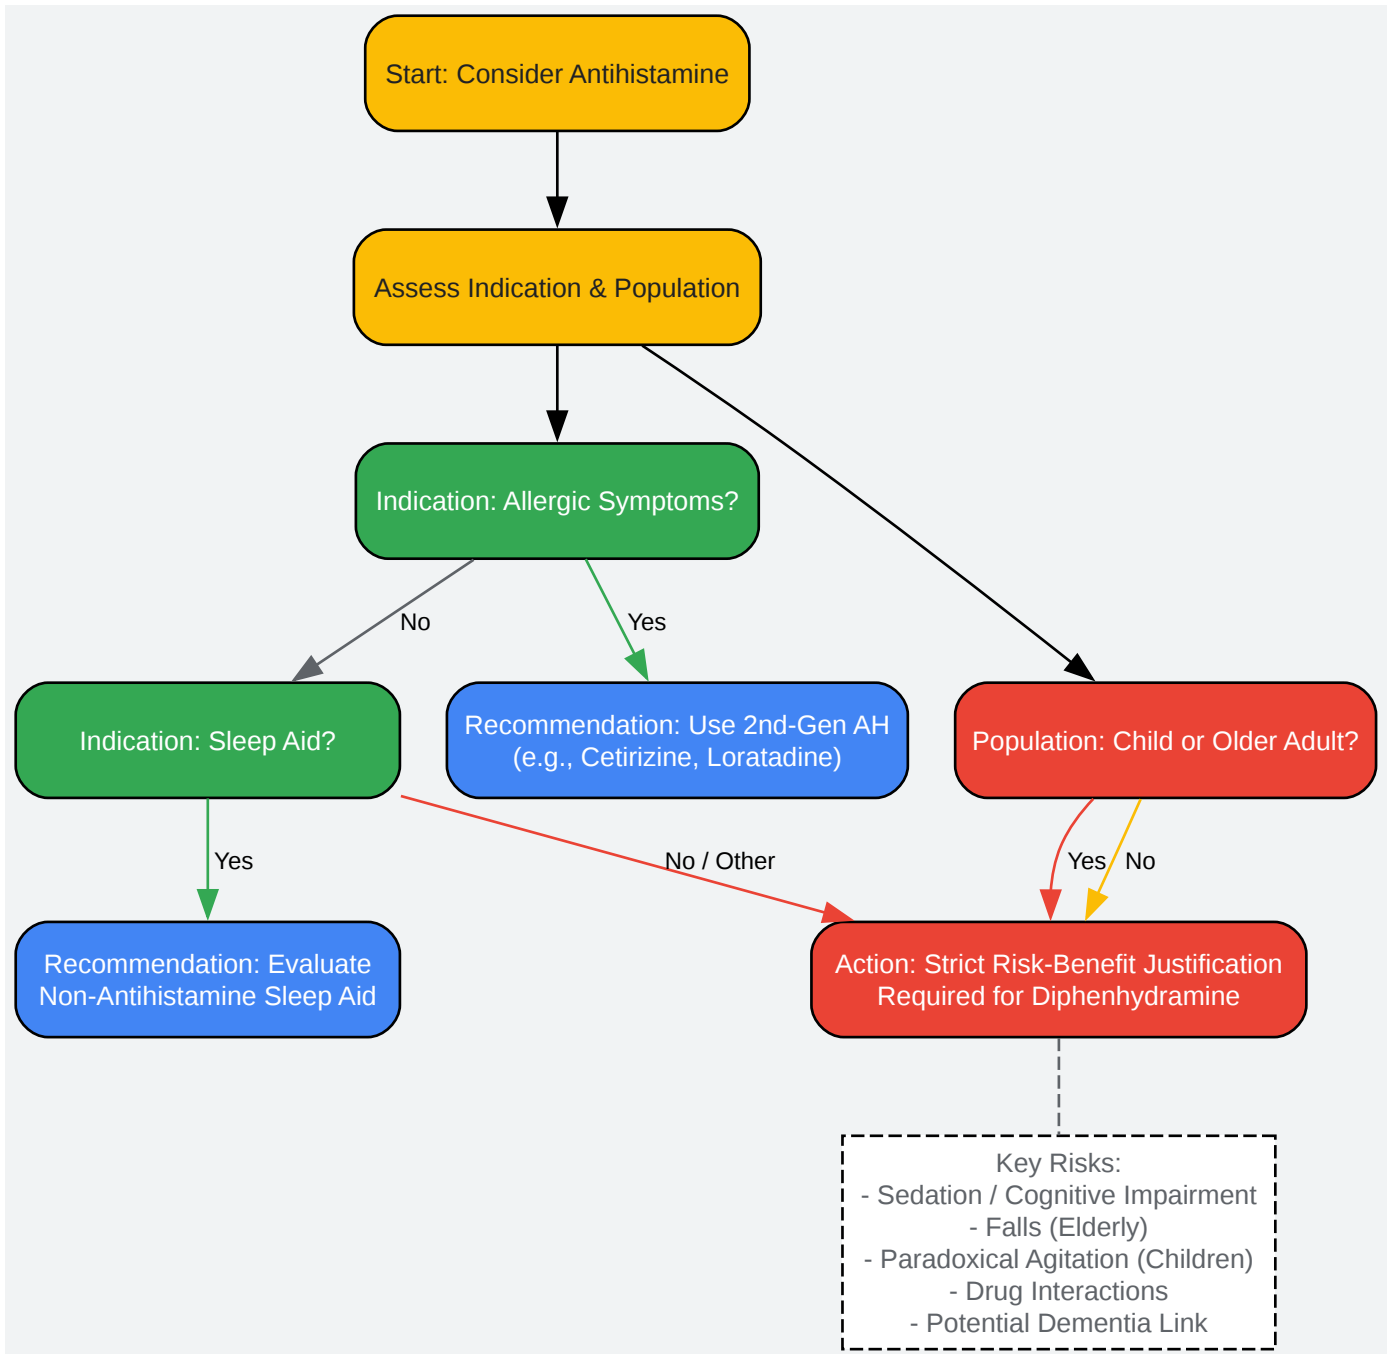 Start: Consider Antihistamine
Assess Indication & Population
Indication: Allergic Symptoms?
No
Yes
Indication: Sleep Aid?
Recommendation: Use 2nd-Gen AH
(e.g., Cetirizine, Loratadine)
Population: Child or Older Adult?
Yes
No / Other
Yes
No
Recommendation: Evaluate
Non-Antihistamine Sleep Aid
Action: Strict Risk-Benefit Justification
Required for Diphenhydramine
Key Risks:
- Sedation / Cognitive Impairment
- Falls (Elderly)
- Paradoxical Agitation (Children)
- Drug Interactions
- Potential Dementia Link